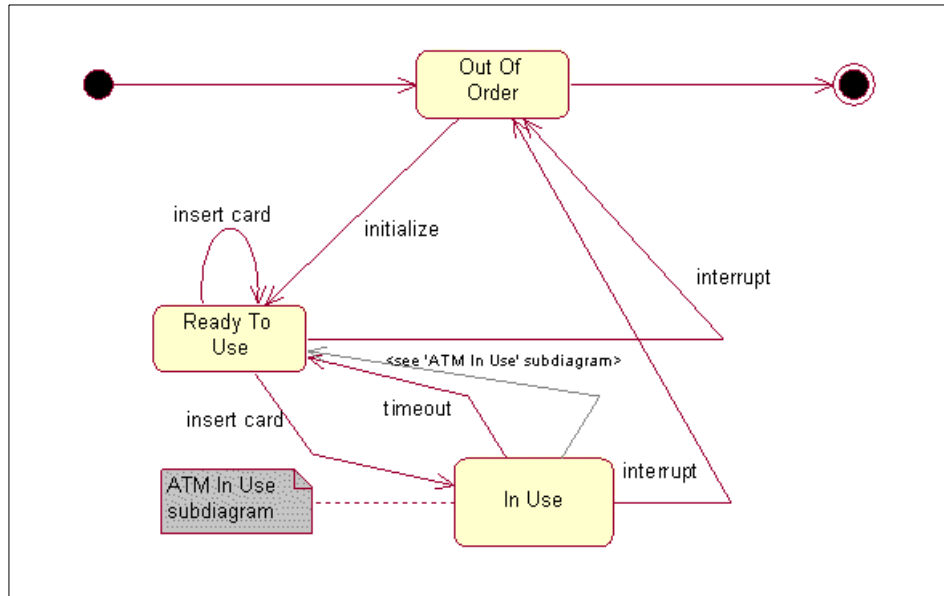 Out Of
Order
insert card
initialize
interrupt
Ready To
Use
<see 'ATM In Use' subdiagram>
timeout
insert card
interrupt
ATM In Use
subdiagram
In Use